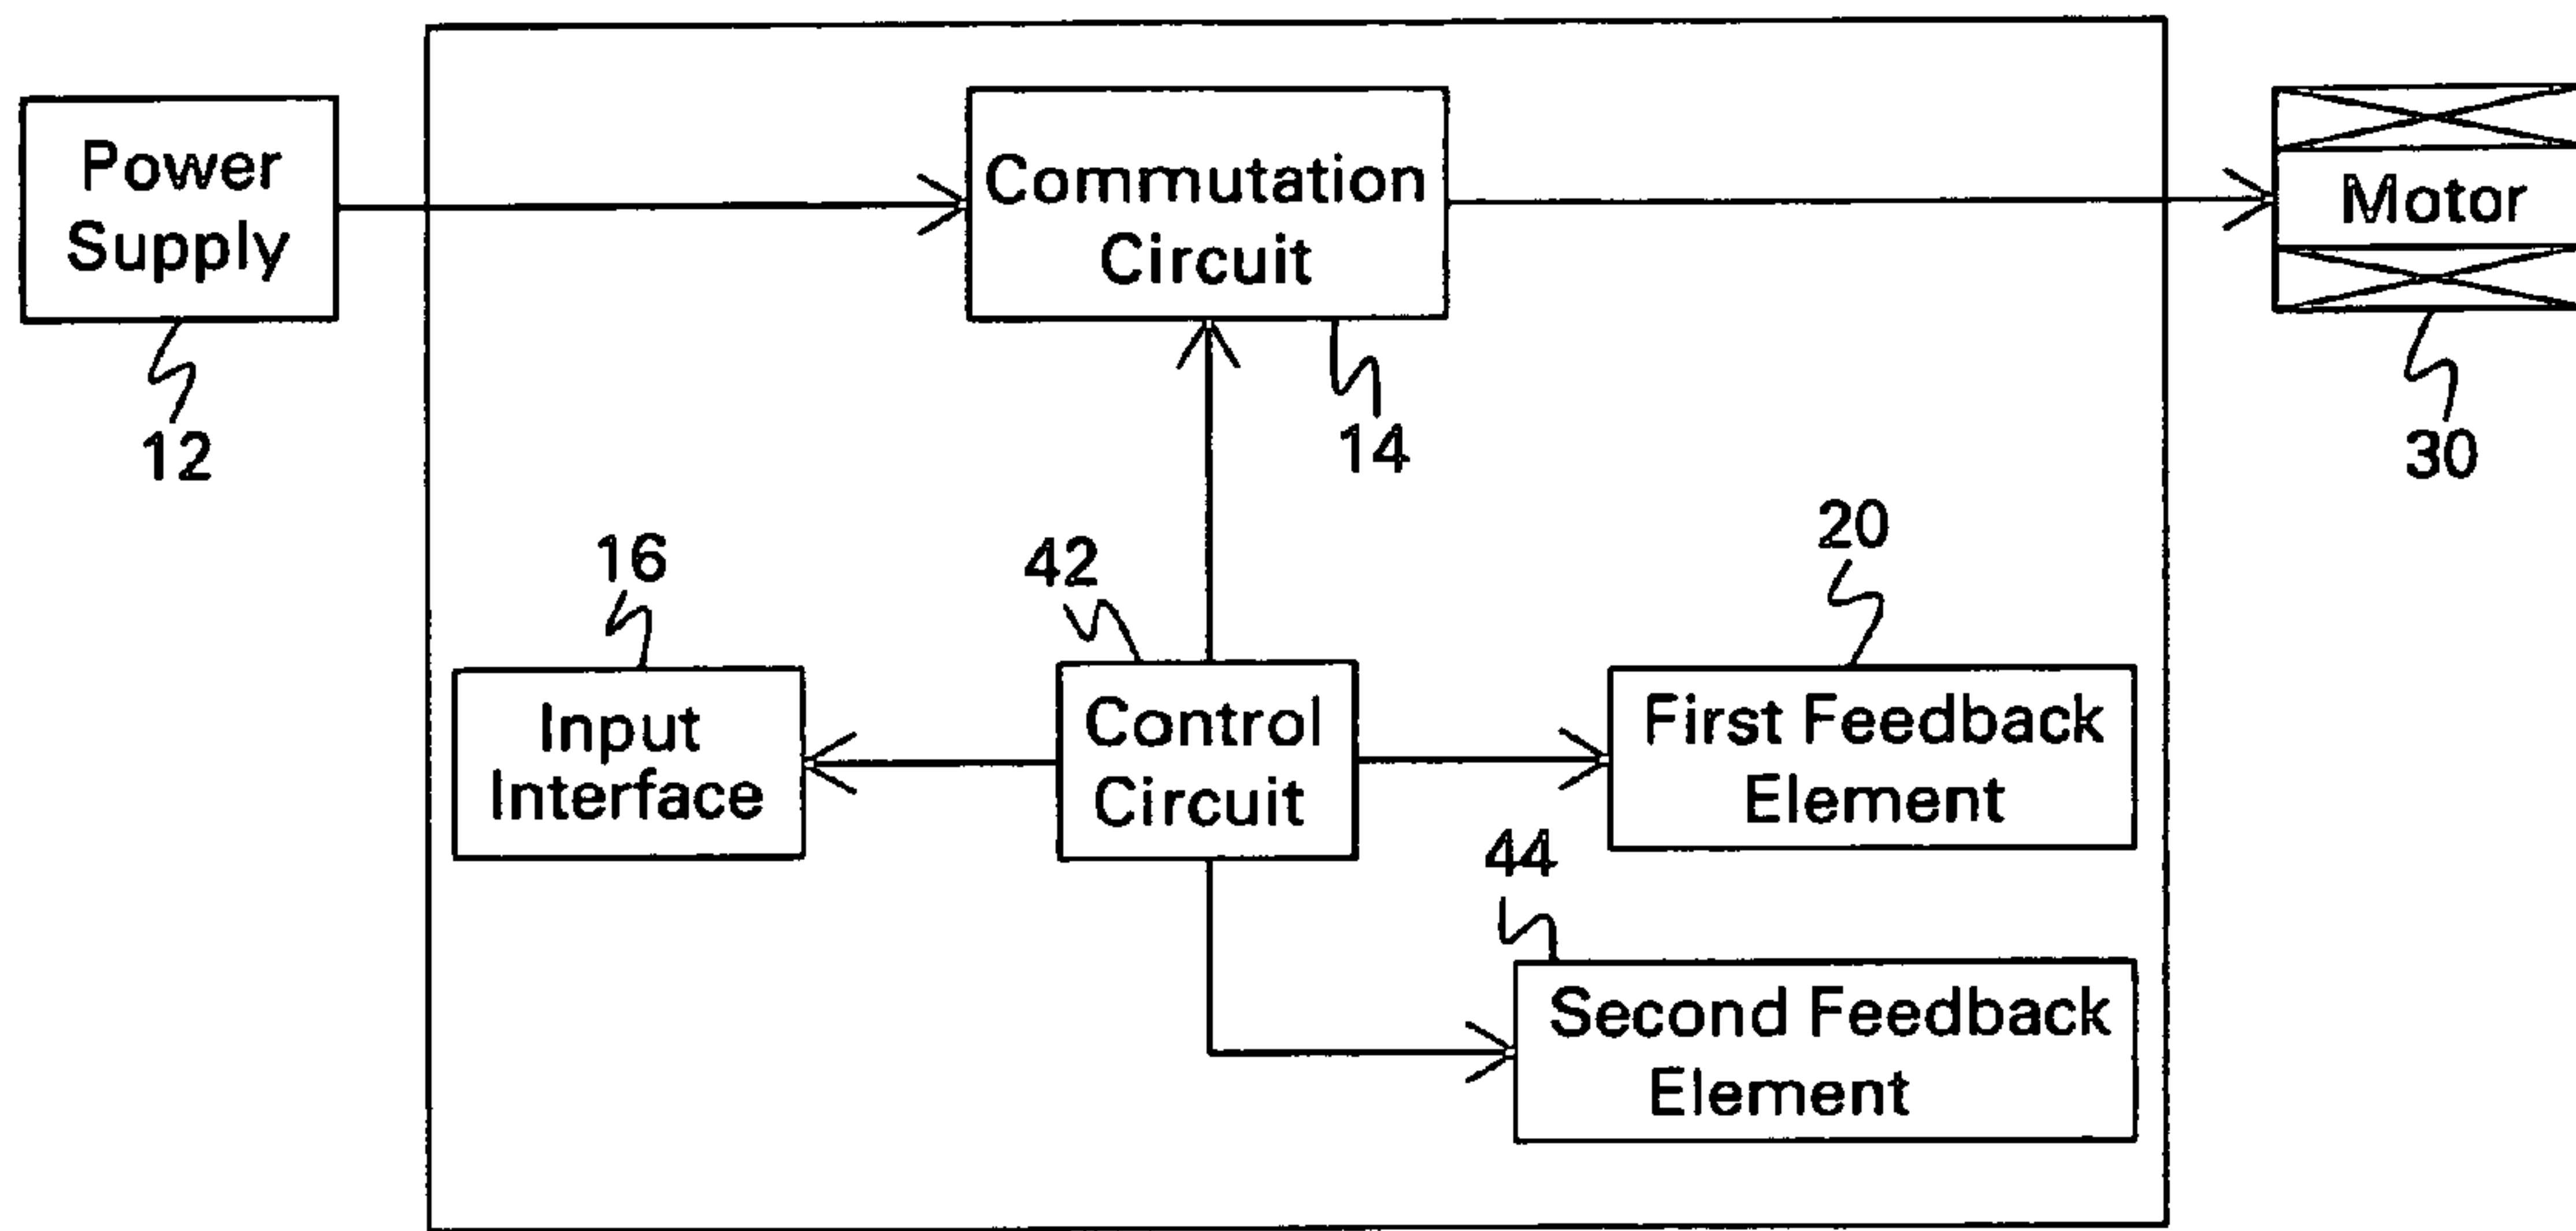 Power
Supply
12
Commutation
Circuit
14
Motor
30
16
Input
Interface
42
Control
Circuit
20
First Feedback
Element
44
Second Feedback
Element